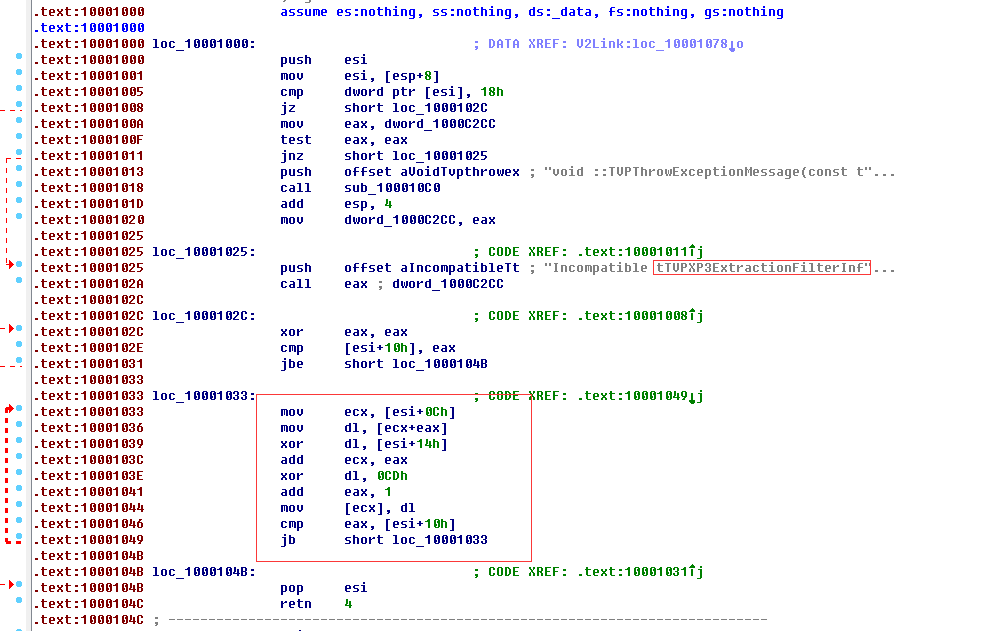 .text:10001000 assume es:nothing, ss:nothing, ds:_data, fs:nothing, gs:nothing
.text:10001000
.text:10001000 loc_10001000: ; DATA XREF: V2Link:loc_10001078↓o
.text:10001000 push esi
.text:10001001 mov esi, [esp+8]
.text:10001005 cmp dword ptr [esi], 18h
.text:10001008 jz short loc_1000102C
.text:1000100A mov eax, dword_1000C2CC
.text:1000100F test eax, eax
.text:10001011 jnz short loc_10001025
.text:10001013 push offset aVoidTvpthrowex ; "void ::TVPThrowExceptionMessage(const t"...
.text:10001018 call sub_100010C0
.text:1000101D add esp, 4
.text:10001020 mov dword_1000C2CC, eax
.text:10001025
.text:10001025 loc_10001025: ; CODE XREF: .text:10001011↑j
.text:10001025 push offset aIncompatibleTt ; "Incompatible tTVPXP3ExtractionFilterInf"...
.text:1000102A call eax ; dword_1000C2CC
.text:1000102C
.text:1000102C loc_1000102C: ; CODE XREF: .text:10001008↑j
.text:1000102C xor eax, eax
.text:1000102E cmp [esi+10h], eax
.text:10001031 jbe short loc_1000104B
.text:10001033
.text:10001033 loc_10001033: ; CODE XREF: .text:10001049↓j
.text:10001033 mov ecx, [esi+0Ch]
.text:10001036 mov dl, [ecx+eax]
.text:10001039 xor dl, [esi+14h]
.text:1000103C add ecx, eax
.text:1000103E xor dl, 0CDh
.text:10001041 add eax, 1
.text:10001044 mov [ecx], dl
.text:10001046 cmp eax, [esi+10h]
.text:10001049 jb short loc_10001033
.text:1000104B
.text:1000104B loc_1000104B: ; CODE XREF: .text:10001031↑j
.text:1000104B pop esi
.text:1000104C retn 4
.text:1000104C ; ---------------------------------------------------------------------------